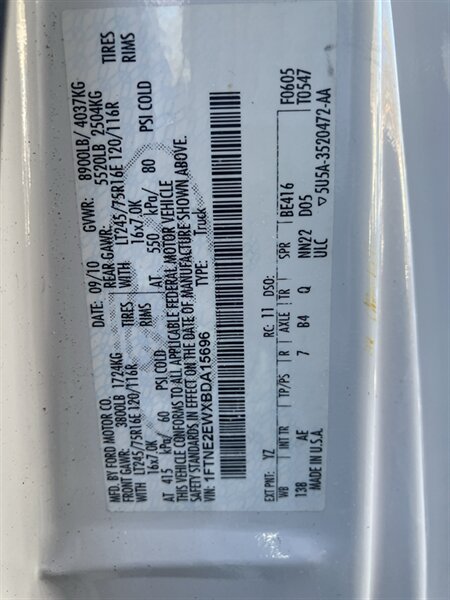 MFD. BY FORD MOTOR CO.
DATE: 09/10 GVWR: 8900LB/ 4037KG
FRONT GAWR: 3800LB 1724KG REAR GAWR: 5520LB 2504KG
WITH LT245/75R16E 120/116R TIRES WITH LT245/75R16E 120/116R TIRES
16x7.0K RIMS 16x7.0K RIMS
AT 415 kPa/ 60 PSI COLD AT 550 kPa/ 80 PSI COLD
THIS VEHICLE CONFORMS TO ALL APPLICABLE FEDERAL MOTOR VEHICLE
SAFETY STANDARDS IN EFFECT ON THE DATE OF MANUFACTURE SHOWN ABOVE.
VIN: 1FTNE2EWXBDA15696 TYPE: Truck
F0605
T0547
EXT PNT: YZ RC: 11 DSO: BE416
WB INT TR TP/PS R AXLE TR SPR NN22 D05
138 AE 7 B4 Q ULC
MADE IN U.S.A. 5U5A-3520472-AA